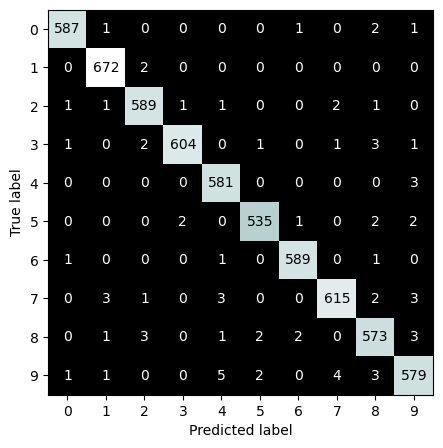 0 587 1 0 0 0 0 1 0 2 1
1 0 672 2 0 0 0 0 0 0 0
2 1 1 589 1 1 0 0 2 1 0
3 1 0 2 604 0 1 0 1 3 1
4 0 0 0 0 581 0 0 0 0 3
5 0 0 0 2 0 535 1 0 2 2
6 1 0 0 0 1 0 589 0 1 0
7 0 3 1 0 3 0 0 615 2 3
8 0 1 3 0 1 2 2 0 573 3
9 1 1 0 0 5 2 0 4 3 579
0 1 2 3 4 5 6 7 8 9
True label
Predicted label